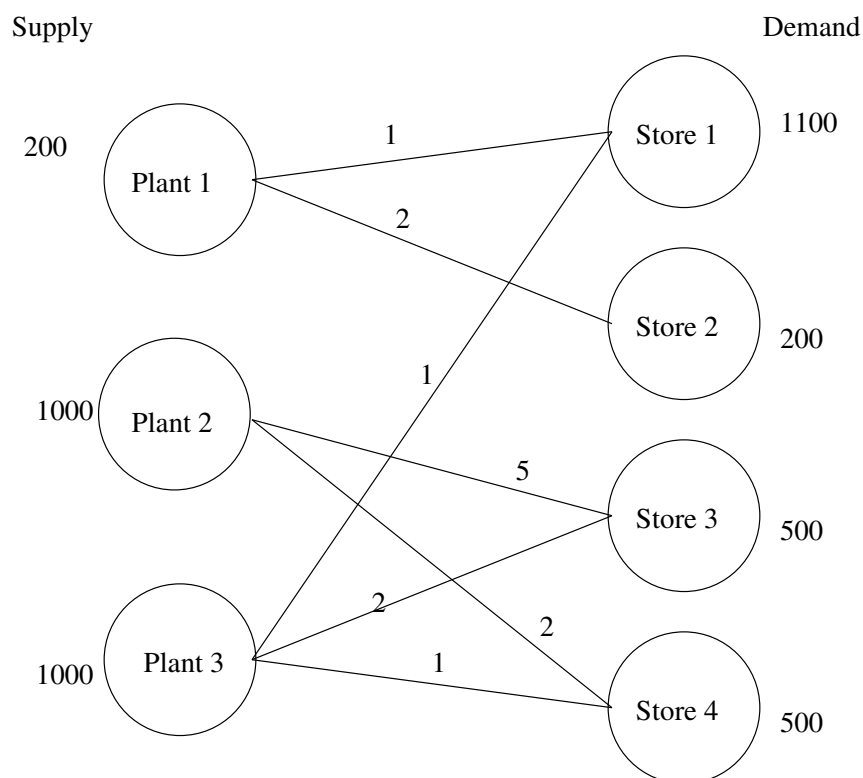 Supply
Demand
200
Plant 1
1
Store 1
1100
2
Store 2
200
1000
Plant 2
1
5
Store 3
500
2
2
1000
Plant 3
1
Store 4
500